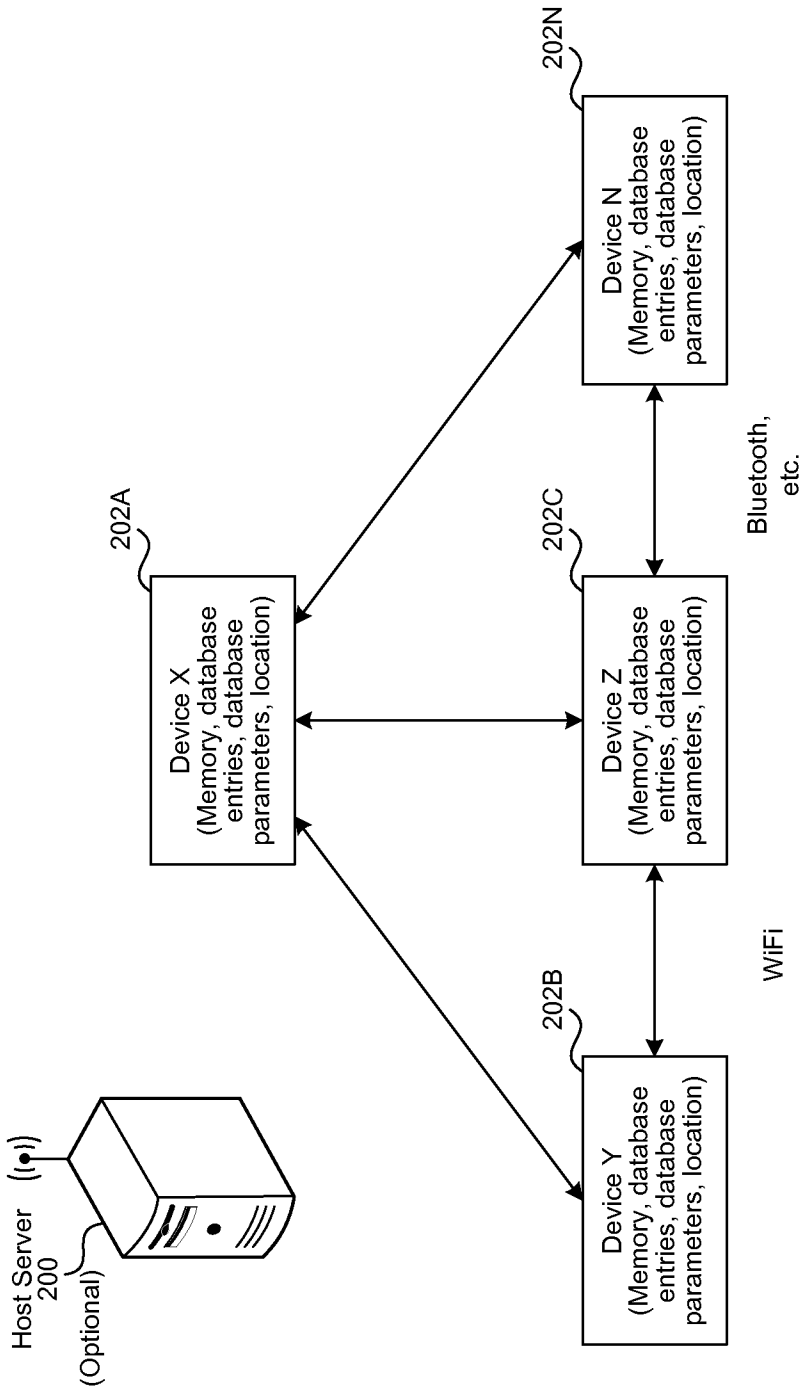 Host Server
200
(Optional)
202A
Device X
(Memory, database
entries, database
parameters, location)
202B
Device Y
(Memory, database
entries, database
parameters, location)
202C
Device Z
(Memory, database
entries, database
parameters, location)
202N
Device N
(Memory, database
entries, database
parameters, location)
WiFi
Bluetooth,
etc.